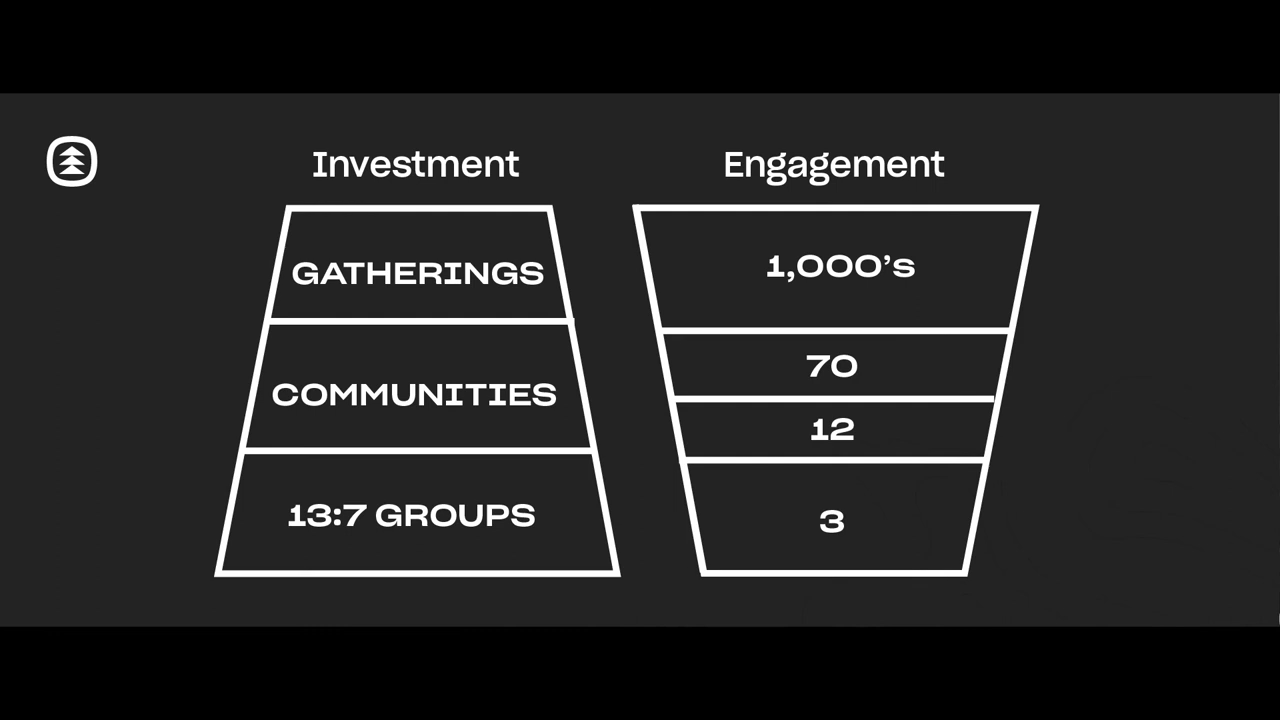 Investment
GATHERINGS
COMMUNITIES
13:7 GROUPS
Engagement
1,000’s
70
12
3